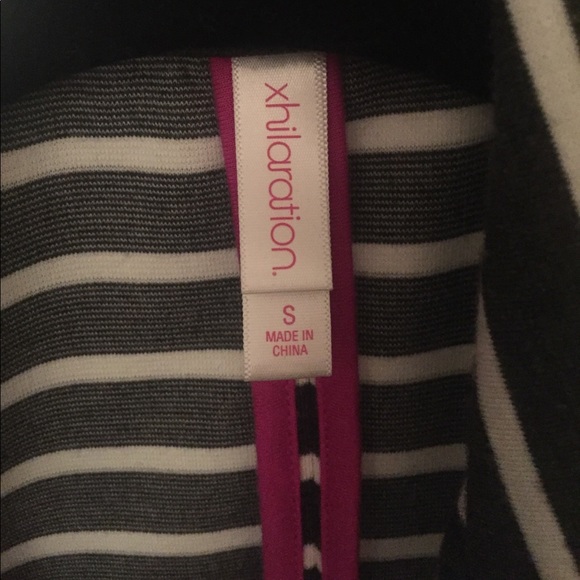 xhilaration.
S
MADE IN
CHINA